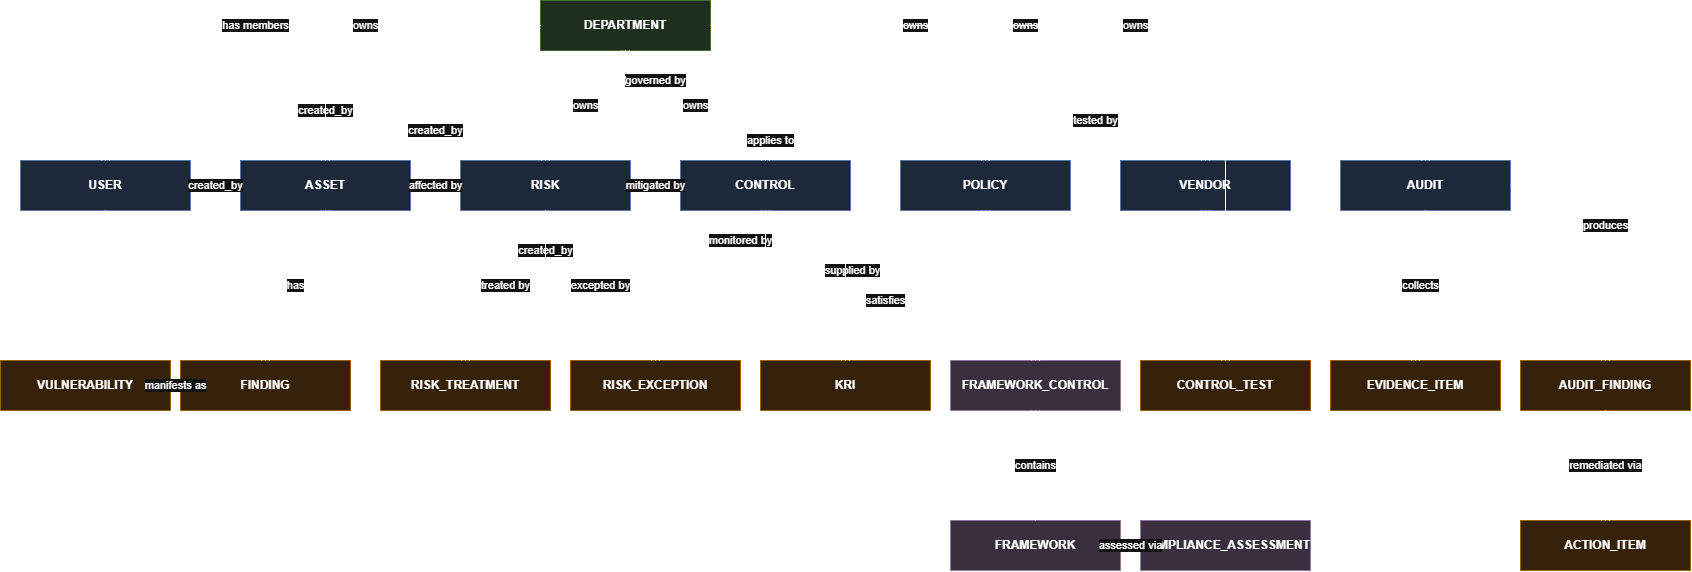 has members
owns
DEPARTMENT
owns
owns
owns
governed by
owns
owns
created_by
created_by
tested by
applies to
USER
created_by
ASSET
affected by
RISK
mitigated by
CONTROL
POLICY
VENDOR
AUDIT
produces
monitored by
created_by
supplied by
has
treated by
excepted by
satisfies
collects
VULNERABILITY
manifests as
FINDING
RISK_TREATMENT
RISK_EXCEPTION
KRI
FRAMEWORK_CONTROL
CONTROL_TEST
EVIDENCE_ITEM
AUDIT_FINDING
contains
remediated via
FRAMEWORK
assessed via
MPLIANCE_ASSESSMENT
ACTION_ITEM